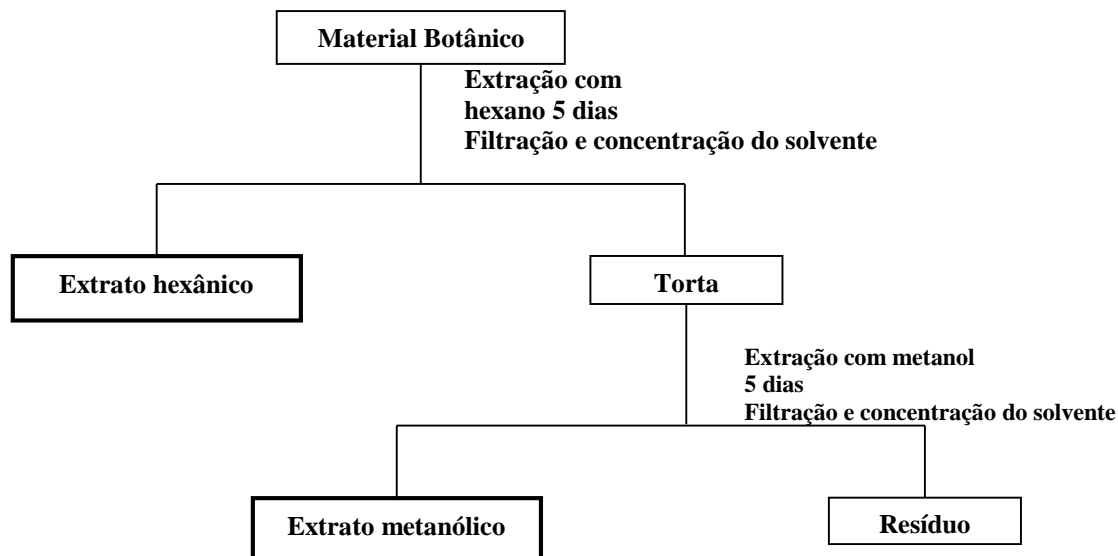 Material Botânico
Extração com
hexano 5 dias
Filtração e concentração do solvente
Extrato hexânico
Torta
Extração com metanol
5 dias
Filtração e concentração do solvente
Extrato metanólico
Resíduo